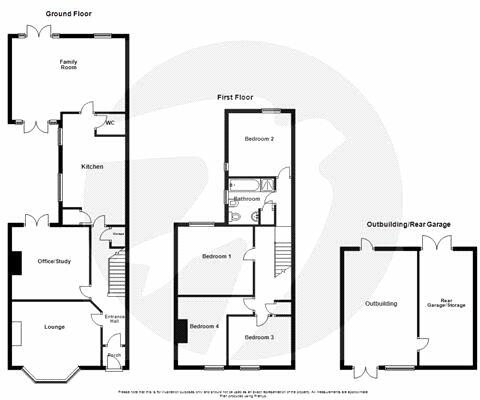 Ground Floor
Family
Room
WC
First Floor
Bedroom 2
Kitchen
Bathroom
Outbuilding/Rear Garage
Office/Study
Bedroom 1
Outbuilding
Rear
Garage/Storage
Lounge
Entrance
Hall
Bedroom 4
Bedroom 3
Porch
Please note that this is for illustration purposes only and should not be used as an exact representation of the property. All Measurements are approximate.
Plan produced using PlanUp.